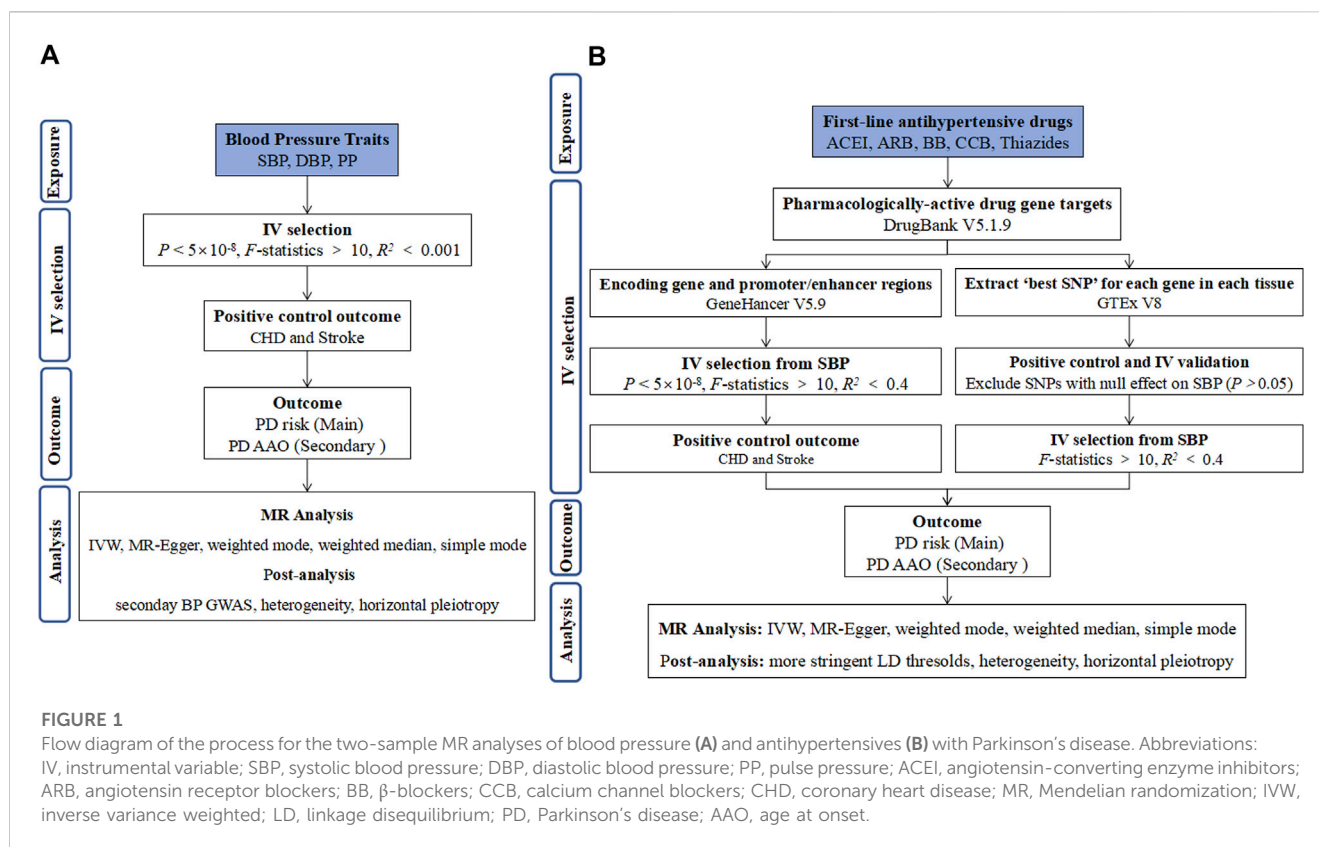 A
Exposure
Blood Pressure Traits
SBP, DBP, PP
IV selection
IV selection
P < 5×10-8, F-statistics > 10, R2 < 0.001
Positive control outcome
CHD and Stroke
Outcome
Outcome
PD risk (Main)
PD AAO (Secondary )
Analysis
MR Analysis
IVW, MR-Egger, weighted mode, weighted median, simple mode
Post-analysis
seconday BP GWAS, heterogeneity, horizontal pleiotropy
B
Exposure
First-line antihypertensive drugs
ACEI, ARB, BB, CCB, Thiazides
IV selection
Pharmacologically-active drug gene targets
DrugBank V5.1.9
Encoding gene and promoter/enhancer regions
GeneHancer V5.9
IV selection from SBP
P < 5×10-8, F-statistics > 10, R2 < 0.4
Positive control outcome
CHD and Stroke
Extract ‘best SNP’ for each gene in each tissue
GTEx V8
Positive control and IV validation
Exclude SNPs with null effect on SBP (P >0.05)
IV selection from SBP
F-statistics > 10, R2 < 0.4
Outcome
Outcome
PD risk (Main)
PD AAO (Secondary )
Analysis
MR Analysis: IVW, MR-Egger, weighted mode, weighted median, simple mode
Post-analysis: more stringent LD thresolds, heterogeneity, horizontal pleiotropy
FIGURE 1
Flow diagram of the process for the two-sample MR analyses of blood pressure (A) and antihypertensives (B) with Parkinson’s disease. Abbreviations:
IV, instrumental variable; SBP, systolic blood pressure; DBP, diastolic blood pressure; PP, pulse pressure; ACEI, angiotensin-converting enzyme inhibitors;
ARB, angiotensin receptor blockers; BB, β-blockers; CCB, calcium channel blockers; CHD, coronary heart disease; MR, Mendelian randomization; IVW,
inverse variance weighted; LD, linkage disequilibrium; PD, Parkinson’s disease; AAO, age at onset.